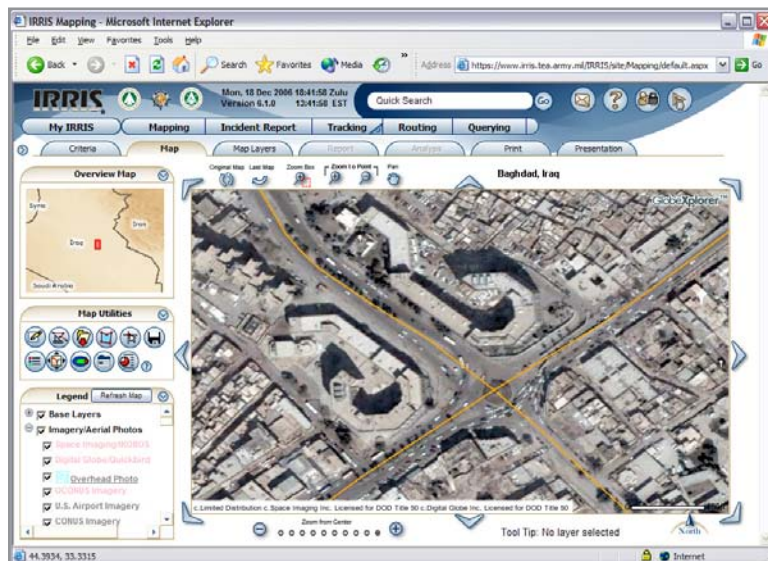 IRRIS Mapping - Microsoft Internet Explorer
File Edit View Favorites Tools Help
Back Search Favorites Media » Address https://www.irris.tea.army.mil/IRRIS/site/Mapping/default.aspx Go
IRRIS
Mon, 18 Dec 2006 18:41:58 Zulu
Version 6.1.0 13:41:58 EST
Quick Search Go
My IRRIS Mapping Incident Report Tracking Routing Querying
Criteria Map Map Layers Report Analysis Print Presentation
Overview Map
Original Map Last Map Zoom Box Zoom to Point Pan
Baghdad, Iraq
GlobeXplorer™
Syria
Iran
Iraq
Saudi Arabia
Map Utilities
Legend Refresh Map
Base Layers
Imagery/Aerial Photos
Space Imaging/IKONOS
Digital Globe/Quickbird
Overhead Photo
OCONUS Imagery
U.S. Airport Imagery
CONUS Imagery
c.Limited Distribution c.Space Imaging Inc. Licensed for DOD Title 50 c.Digital Globe Inc. Licensed for DOD Title 50
Zoom from Center
Tool Tip: No layer selected
North
44.3934, 33.3315
Internet